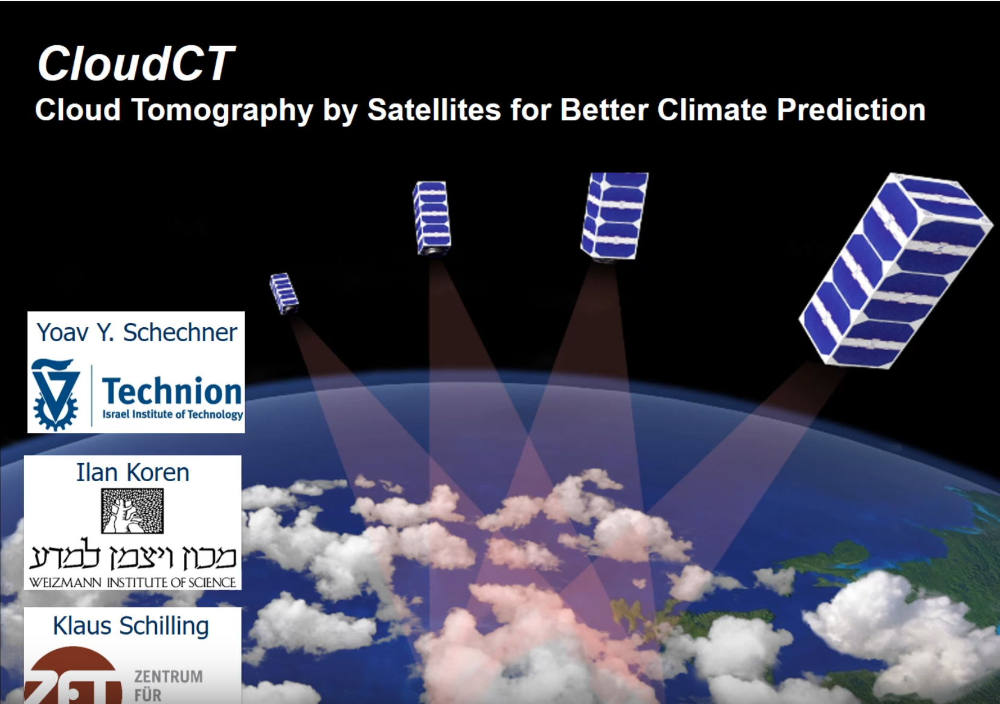 CloudCT
Cloud Tomography by Satellites for Better Climate Prediction
Yoav Y. Schechner
Technion
Israel Institute of Technology
Ilan Koren
מכון ויצמן למדע
WEIZMANN INSTITUTE OF SCIENCE
Klaus Schilling
ZFT
ZENTRUM
FÜR